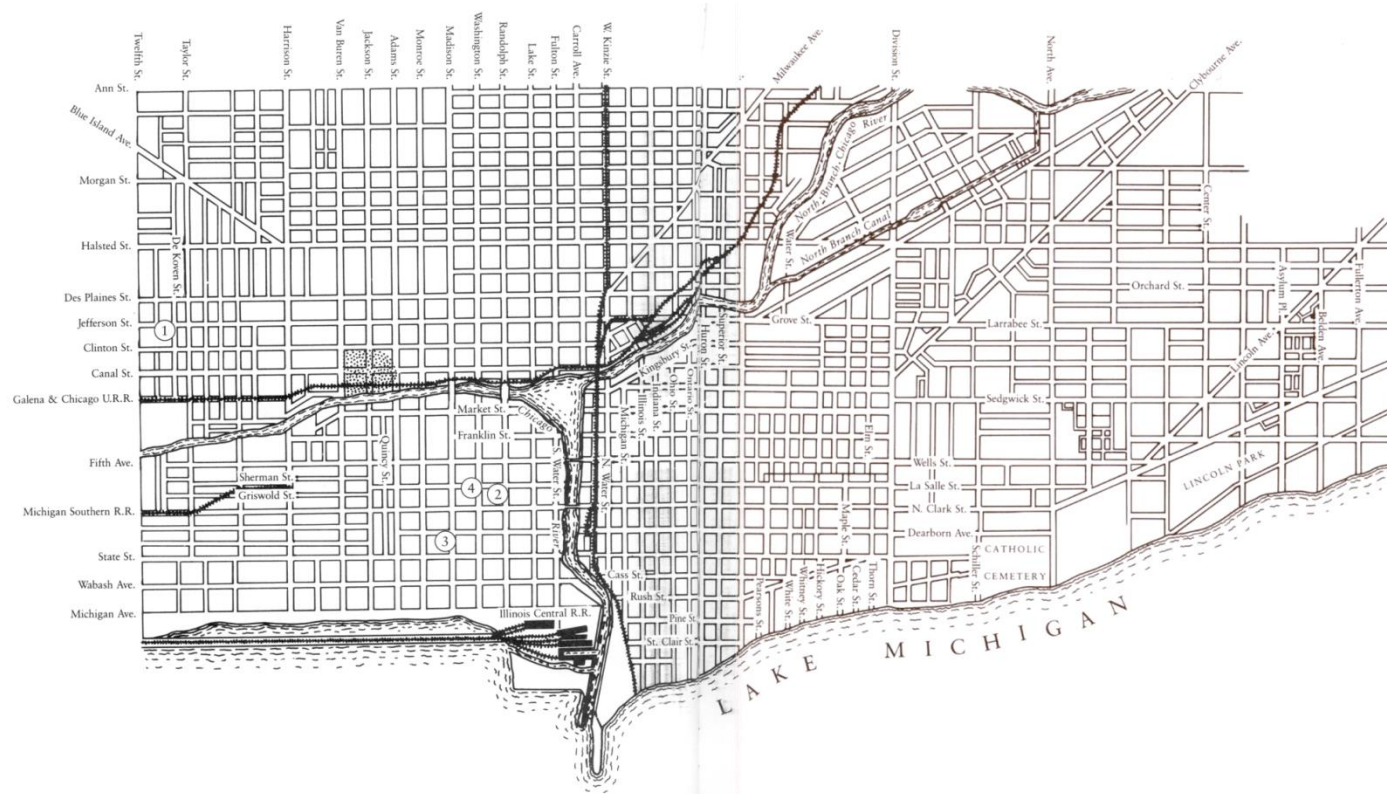 Twelfth St.
Taylor St.
Harrison St.
Van Buren St.
Jackson St.
Adams St.
Monroe St.
Madison St.
Washington St.
Randolph St.
Lake St.
Fulton St.
Carroll Ave.
W. Kinzie St.
Milwaukee Ave.
Division St.
North Ave.
Clybourne Ave.
Ann St.
Blue Island Ave.
Morgan St.
Halsted St.
Des Plaines St.
Jefferson St.
Clinton St.
Canal St.
Galena & Chicago U.R.R.
Fifth Ave.
Michigan Southern R.R.
State St.
Wabash Ave.
Michigan Ave.
De Koven St.
1
Market St.
Franklin St.
Chicago
River
Quincy St.
Sherman St.
Griswold St.
4
2
3
S. Water St.
N. Water St.
Illinois Central R.R.
Kingsbury St.
Michigan St.
Illinois St.
Indiana St.
Ohio St.
Ontario St.
Huron St.
Superior St.
Cass St.
Rush St.
Pine St.
St. Clair St.
North Branch Chicago River
North Branch Canal
Water St.
Grove St.
Elm St.
Maple St.
Pearsons St.
White St.
Whitney St.
Hickory St.
Oak St.
Cedar St.
Thorn St.
Schiller St.
Wells St.
La Salle St.
N. Clark St.
Dearborn Ave.
CATHOLIC
CEMETERY
Center St.
Orchard St.
Larrabee St.
Sedgwick St.
Lincoln Ave.
Asylum Pl.
Belden Ave.
Fullerton Ave.
LINCOLN PARK
LAKE MICHIGAN